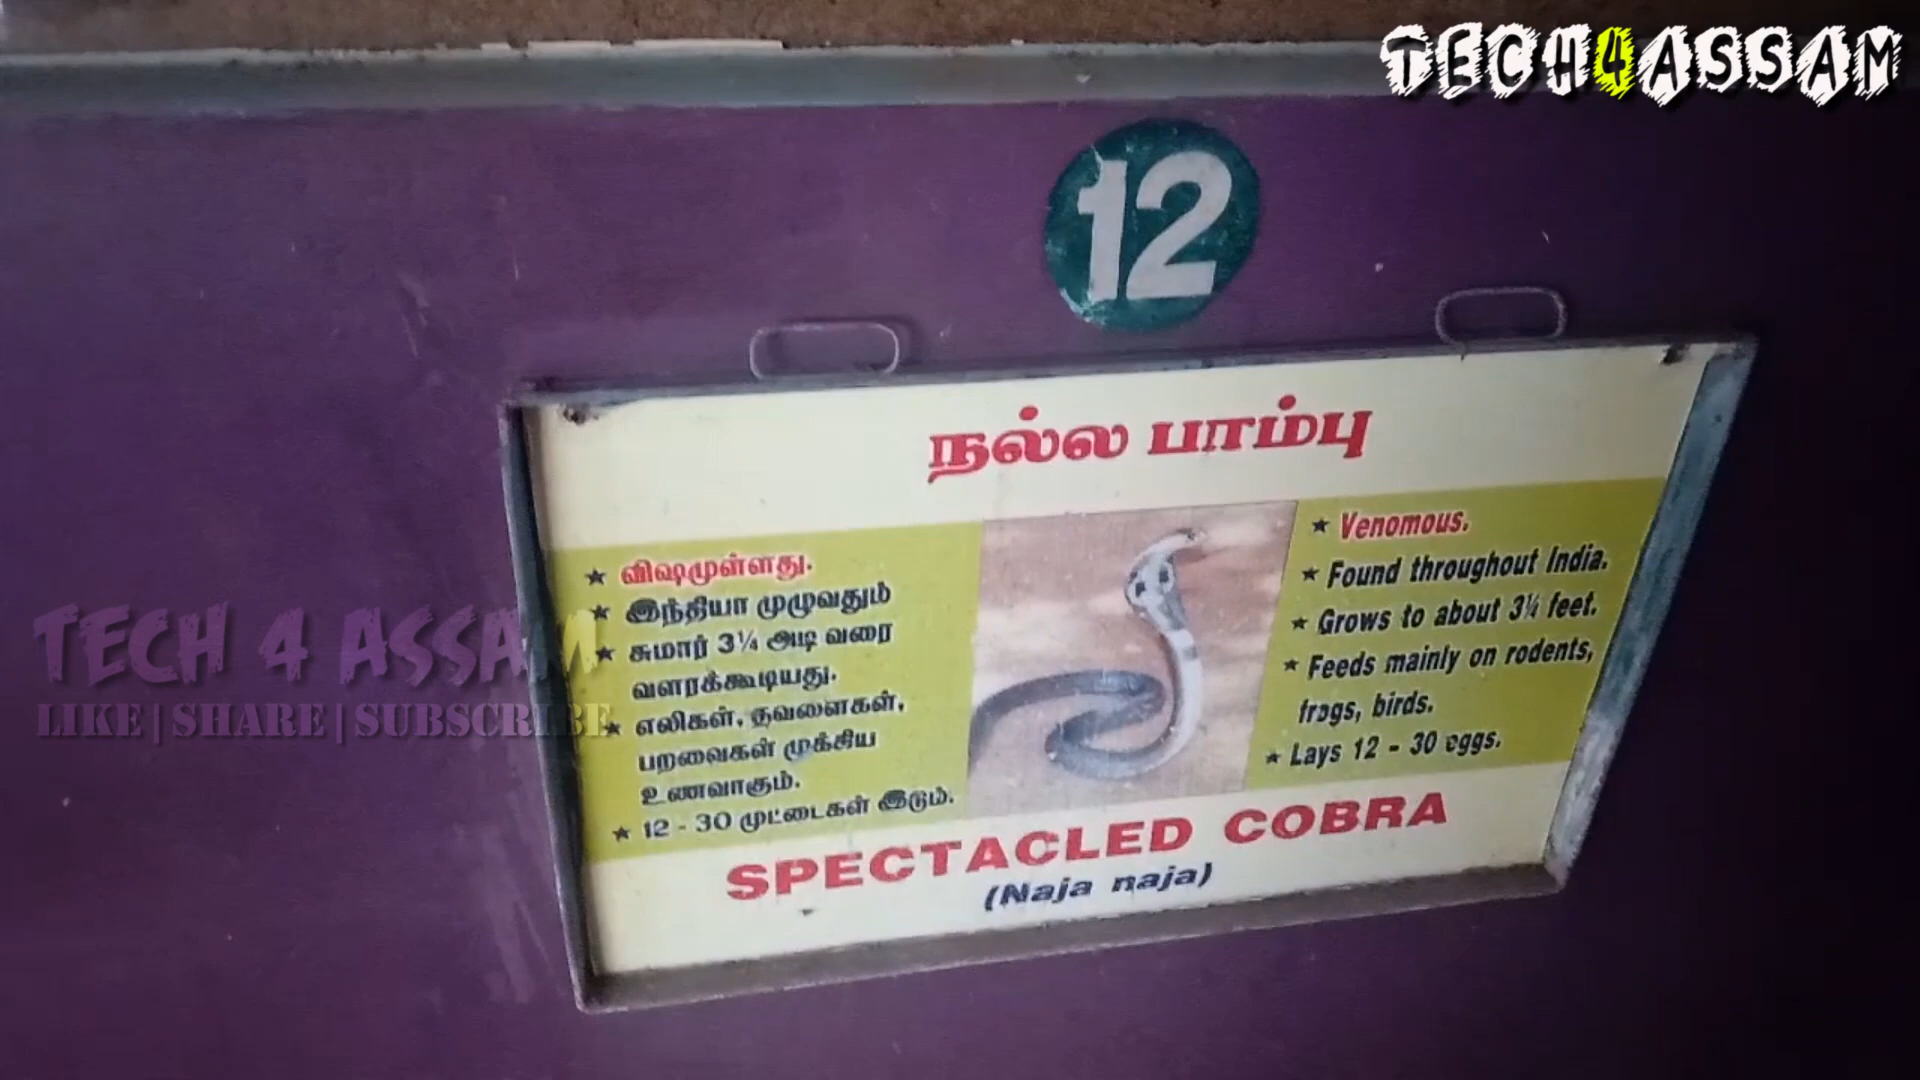 TECH4ASSAM
12
நல்ல பாம்பு
★ விஷமுள்ளது.
★ இந்தியா முழுவதும்
★ சுமார் 3¼ அடி வரை
வளரக்கூடியது.
★ எலிகள், தவளைகள்,
பறவைகள் முக்கிய
உணவாகும்.
★ 12 - 30 முட்டைகள் இடும்.
★ Venomous.
★ Found throughout India.
★ Grows to about 3¼ feet.
★ Feeds mainly on rodents,
frogs, birds.
★ Lays 12 - 30 eggs.
SPECTACLED COBRA
(Naja naja)
TECH 4 ASSAM
LIKE|SHARE|SUBSCRIBE